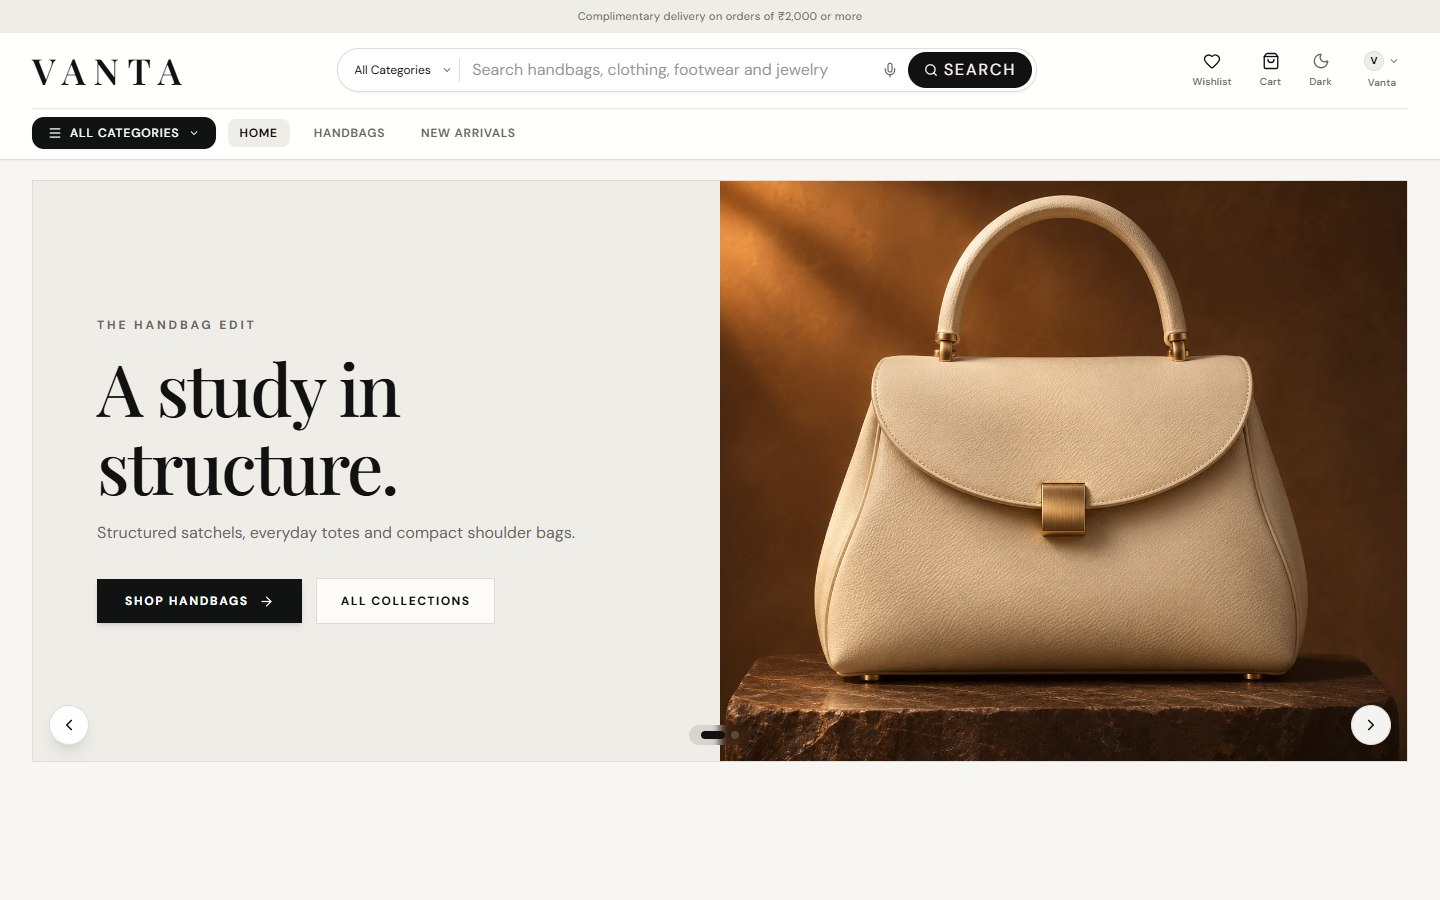 Complimentary delivery on orders of ₹2,000 or more
VANTA
All Categories
Search handbags, clothing, footwear and jewelry
SEARCH
Wishlist
Cart
Dark
V
Vanta
ALL CATEGORIES
HOME
HANDBAGS
NEW ARRIVALS
THE HANDBAG EDIT
A study in
structure.
Structured satchels, everyday totes and compact shoulder bags.
SHOP HANDBAGS
ALL COLLECTIONS